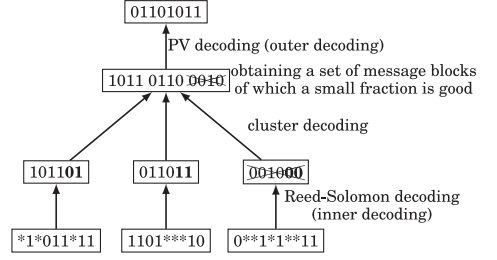 01101011
PV decoding (outer decoding)
1011 0110 0010
obtaining a set of message blocks
of which a small fraction is good
cluster decoding
101101
011011
001000
Reed-Solomon decoding
(inner decoding)
*1*011*11
1101***10
0**1*1**11